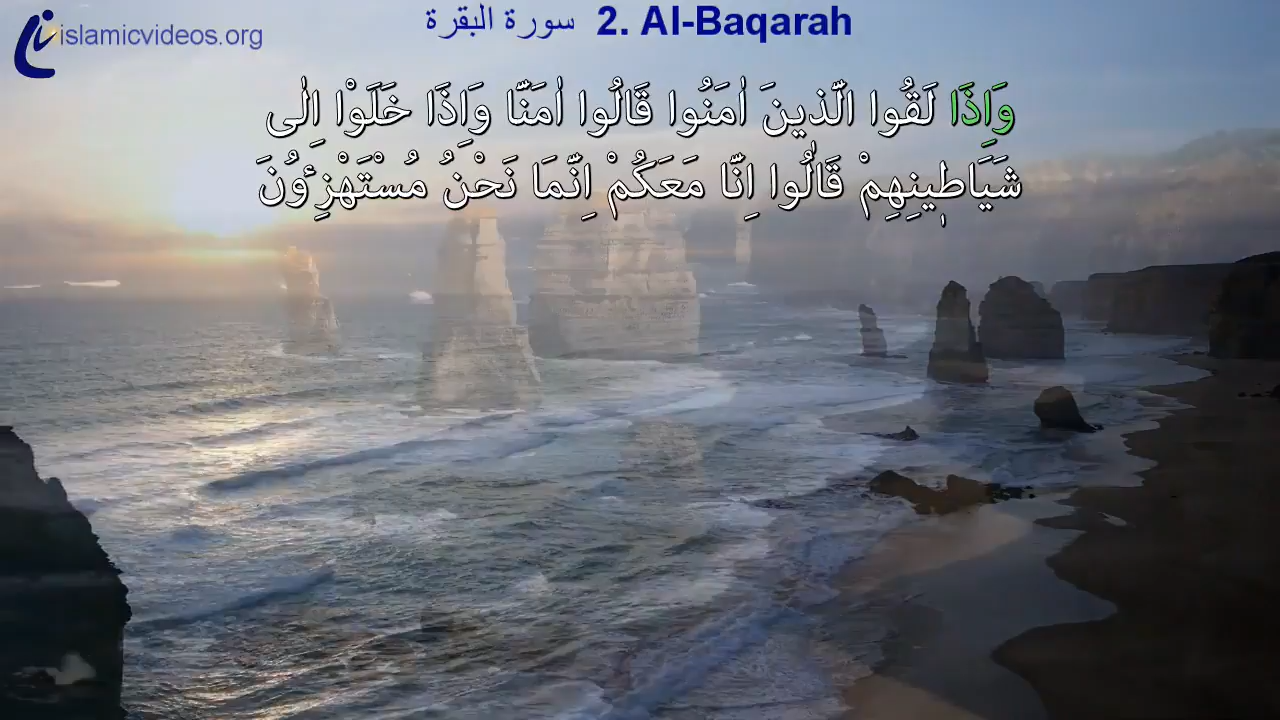 islamicvideos.org
سورة البقرة 2. Al-Baqarah
وَاِذَا لَقُوا الَّذٖينَ اٰمَنُوا قَالُوا اٰمَنَّا وَاِذَا خَلَوْا اِلٰى
شَيَاطٖينِهِمْ قَالُٓوا اِنَّا مَعَكُمْ اِنَّمَا نَحْنُ مُسْتَهْزِؤُ۫نَ